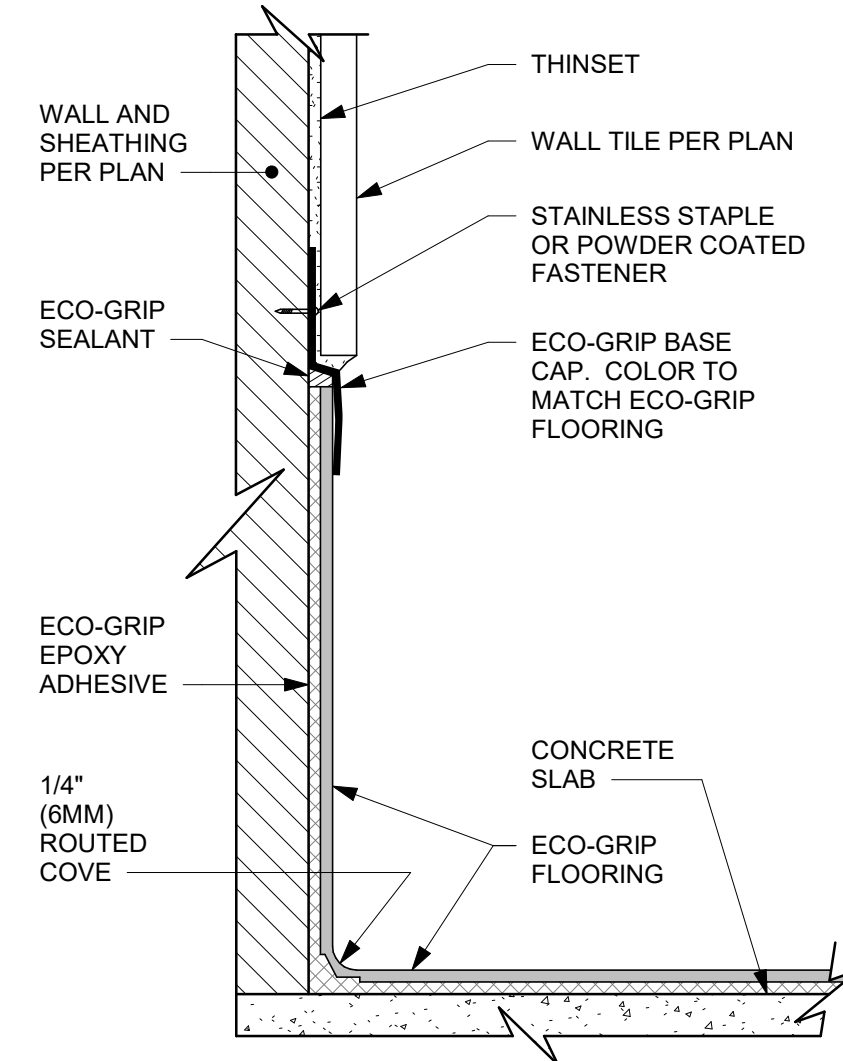 THINSET
WALL AND
SHEATHING
PER PLAN
WALL TILE PER PLAN
STAINLESS STAPLE
OR POWDER COATED
FASTENER
ECO-GRIP
SEALANT
ECO-GRIP BASE
CAP. COLOR TO
MATCH ECO-GRIP
FLOORING
ECO-GRIP
EPOXY
ADHESIVE
CONCRETE
SLAB
1/4"
(6MM)
ROUTED
COVE
ECO-GRIP
FLOORING